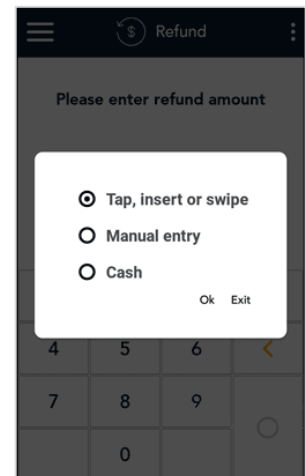 $ Refund
Please enter refund amount
Tap, insert or swipe
Manual entry
Cash
Ok Exit
4 5 6
7 8 9
0